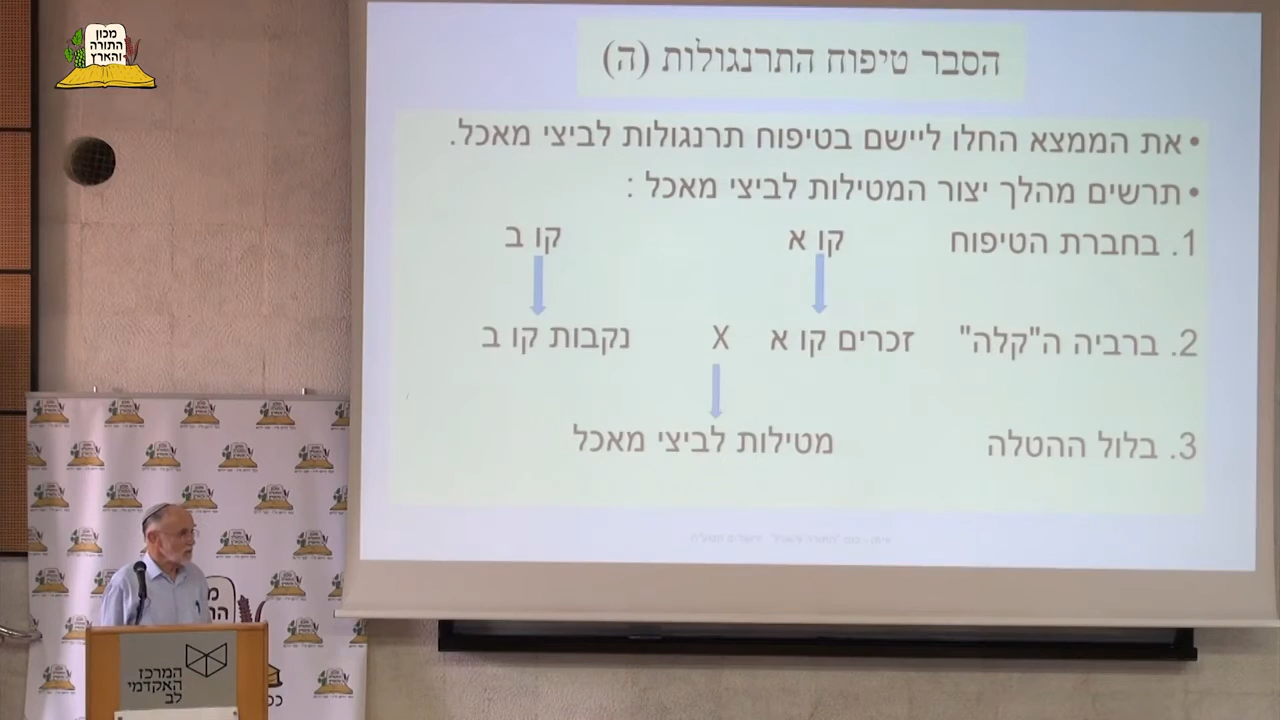 מכון
התורה
והארץ
הסבר טיפוח התרנגולות (ה)
• את הממצא החלו ליישם בטיפוח תרנגולות לביצי מאכל.
• תרשים מהלך יצור המטילות לביצי מאכל :
1. בחברת הטיפוח קו א קו ב
2. ברביה ה"קלה" זכרים קו א X נקבות קו ב
3. בלול ההטלה מטילות לביצי מאכל
המרכז
האקדמי
לב